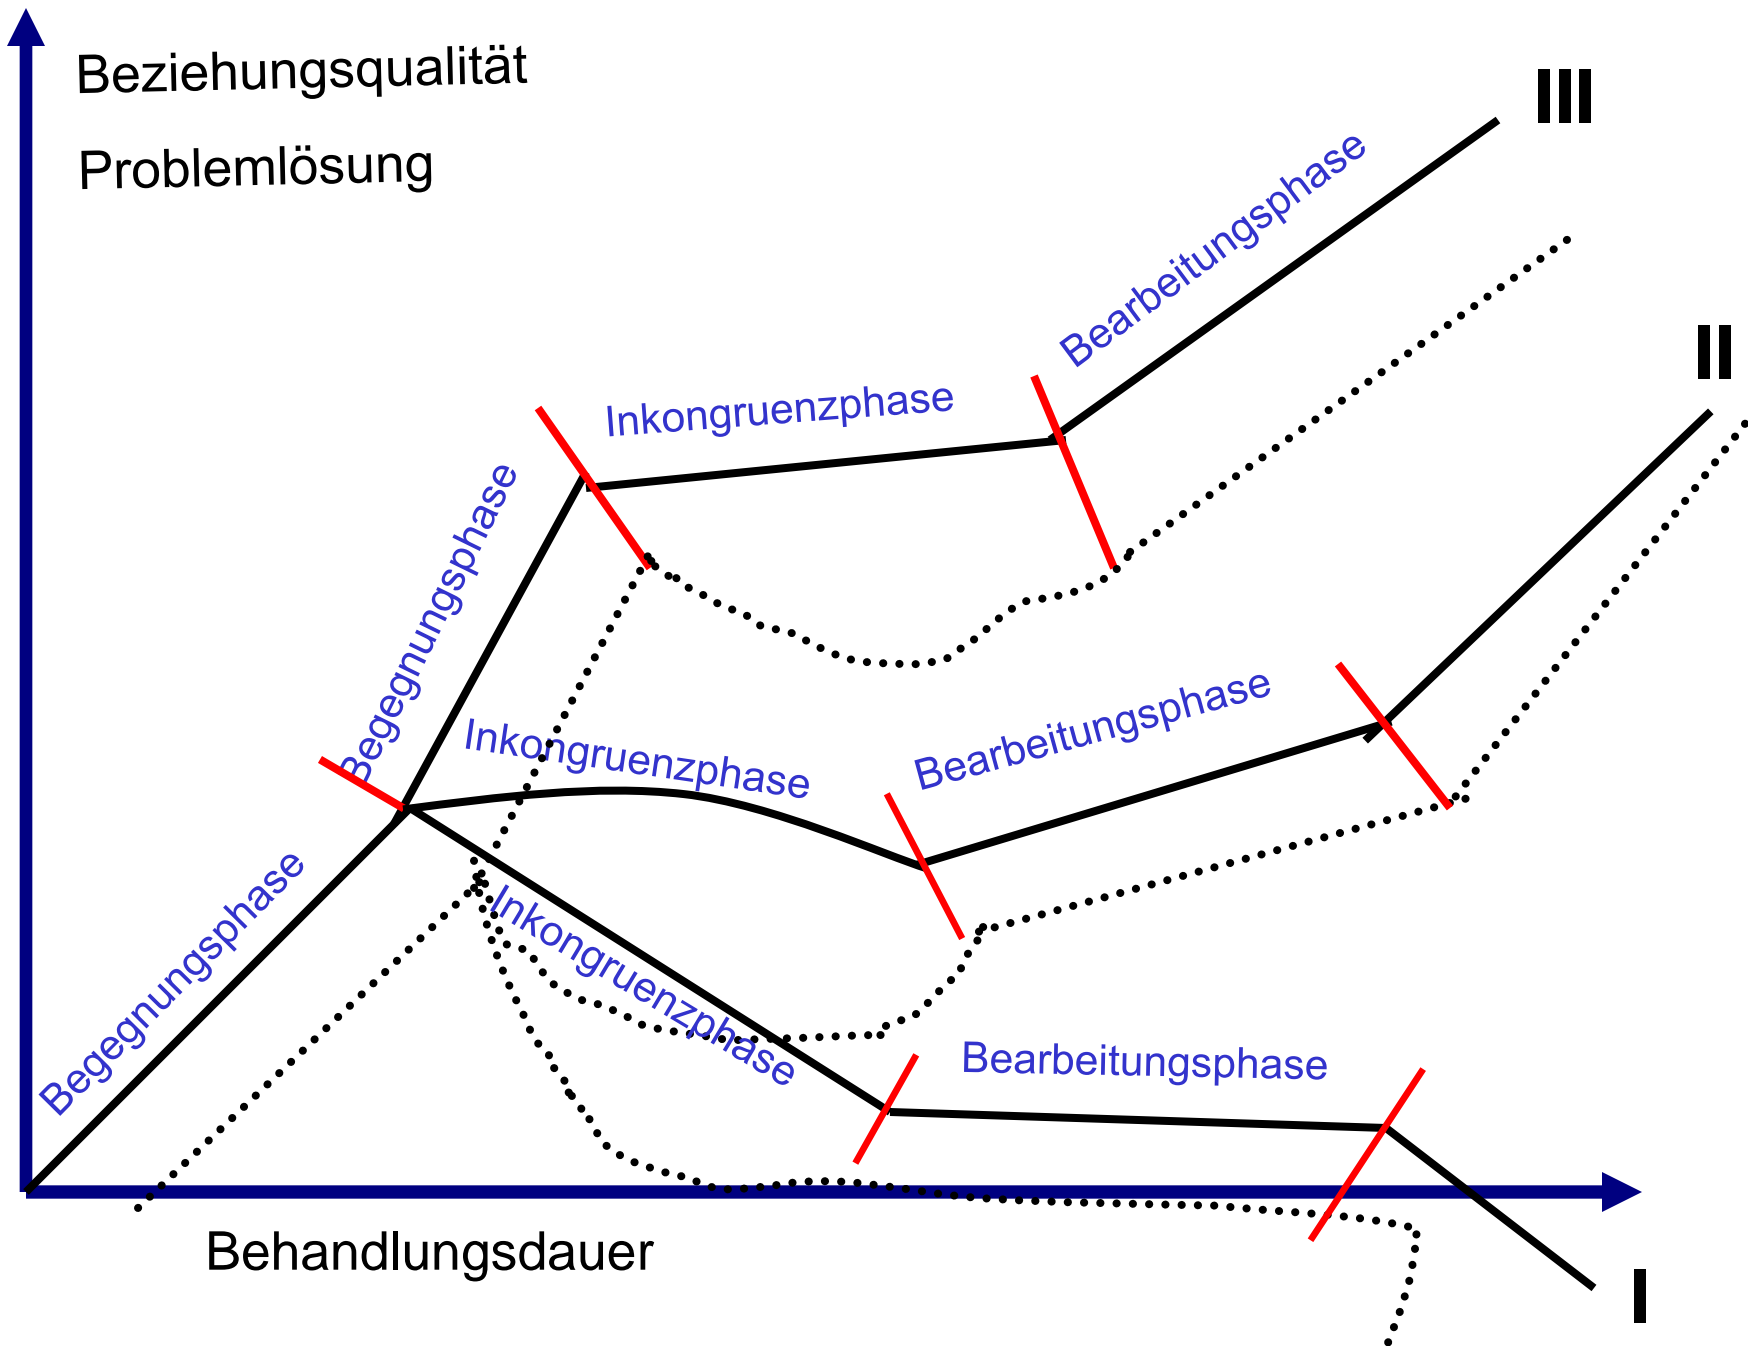 Beziehungsqualität
Problemlösung
III
Bearbeitungsphase
II
Inkongruenzphase
Begegnungsphase
Bearbeitungsphase
Inkongruenzphase
Begegnungsphase
Inkongruenzphase
Bearbeitungsphase
Behandlungsdauer
I